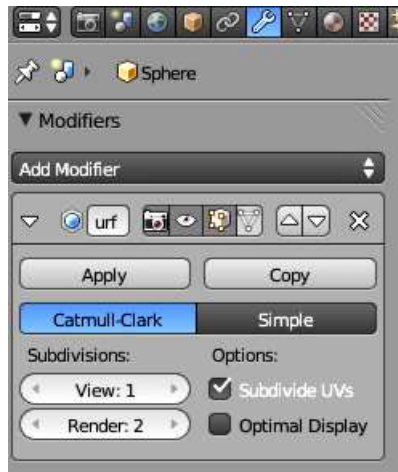 Sphere
Modifiers
Add Modifier
urf
Apply Copy
Catmull-Clark Simple
Subdivisions: Options:
View: 1 Subdivide UVs
Render: 2 Optimal Display